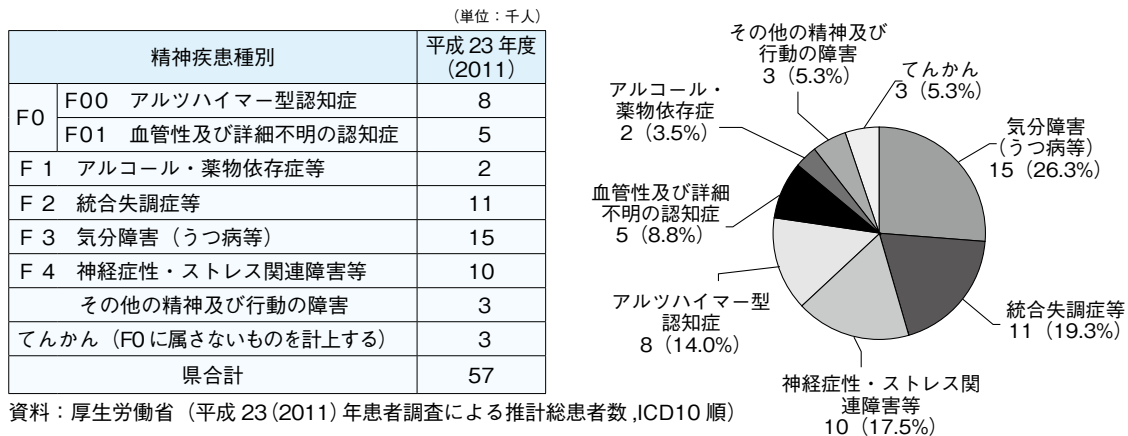 (単位：千人)
精神疾患種別
平成 23 年度
(2011)
F0
F00 アルツハイマー型認知症
8
F01 血管性及び詳細不明の認知症
5
F 1 アルコール・薬物依存症等
2
F 2 統合失調症等
11
F 3 気分障害（うつ病等）
15
F 4 神経症性・ストレス関連障害等
10
その他の精神及び行動の障害
3
てんかん（F0 に属さないものを計上する）
3
県合計
57
資料：厚生労働省（平成 23（2011）年患者調査による推計総患者数 ,ICD10 順）
その他の精神及び
行動の障害
3（5.3%）
てんかん
3（5.3%）
アルコール・
薬物依存症
2（3.5%）
気分障害
（うつ病等）
15（26.3%）
血管性及び詳細
不明の認知症
5（8.8%）
アルツハイマー型
認知症
8（14.0%）
統合失調症等
11（19.3%）
神経症性・ストレス関
連障害等
10（17.5%）